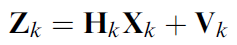 Zₖ = HₖXₖ + Vₖ